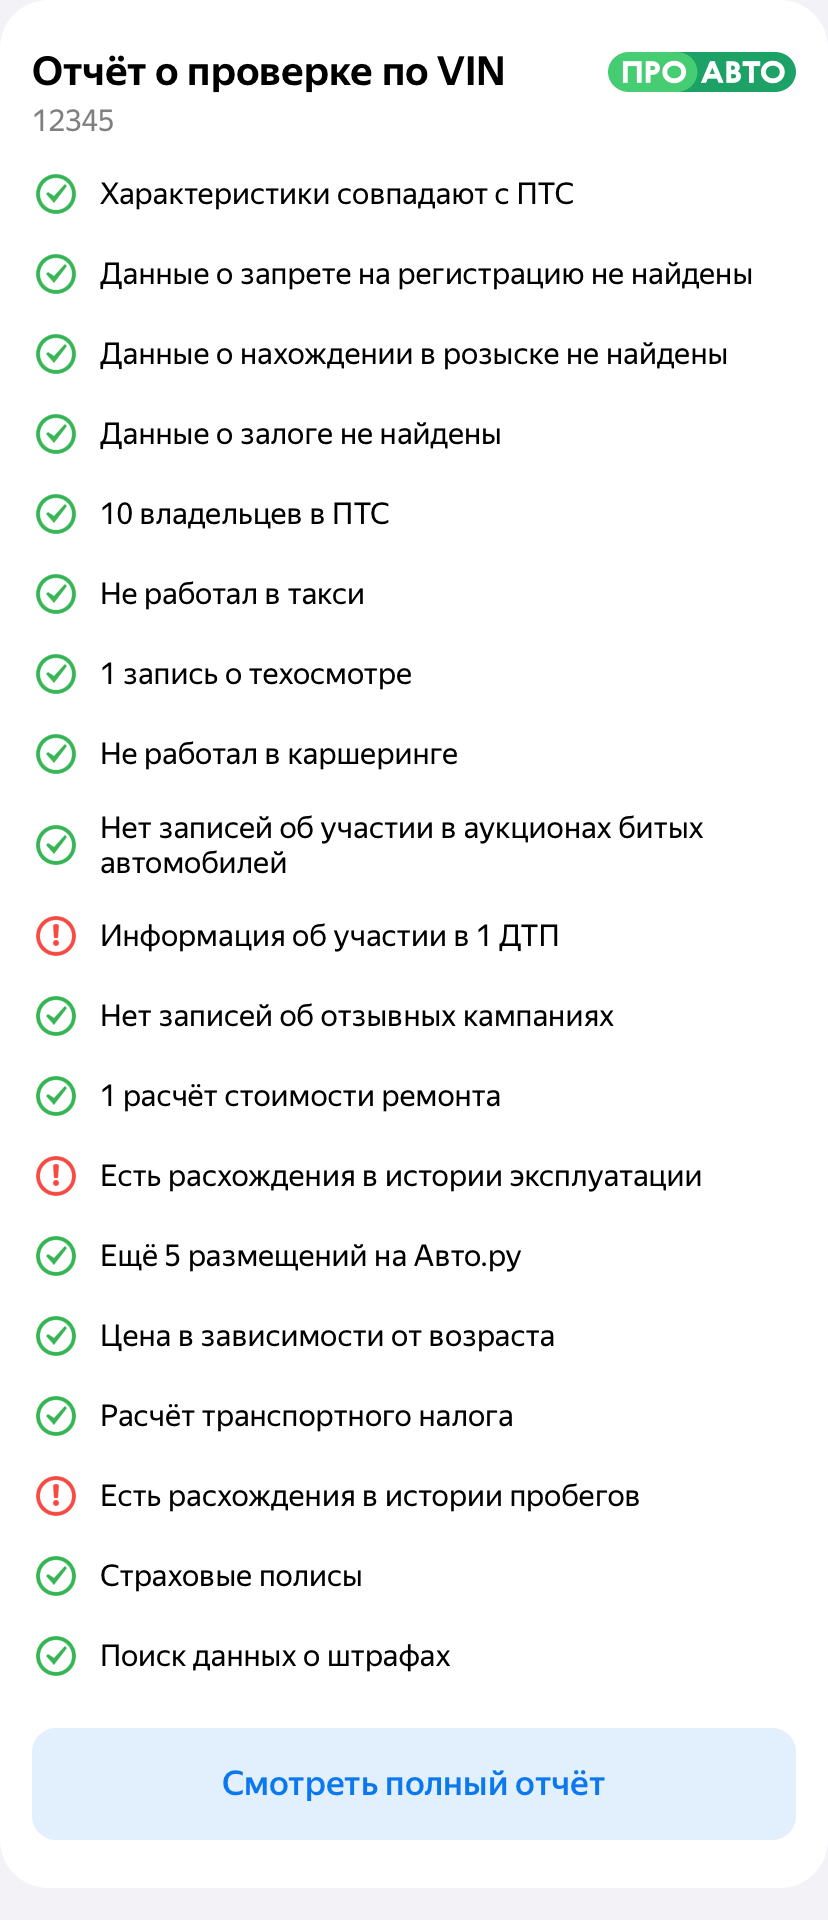 Отчёт о проверке по VIN
ПРО АВТО
12345
Характеристики совпадают с ПТС
Данные о запрете на регистрацию не найдены
Данные о нахождении в розыске не найдены
Данные о залоге не найдены
10 владельцев в ПТС
Не работал в такси
1 запись о техосмотре
Не работал в каршеринге
Нет записей об участии в аукционах битых
автомобилей
Информация об участии в 1 ДТП
Нет записей об отзывных кампаниях
1 расчёт стоимости ремонта
Есть расхождения в истории эксплуатации
Ещё 5 размещений на Авто.ру
Цена в зависимости от возраста
Расчёт транспортного налога
Есть расхождения в истории пробегов
Страховые полисы
Поиск данных о штрафах
Смотреть полный отчёт